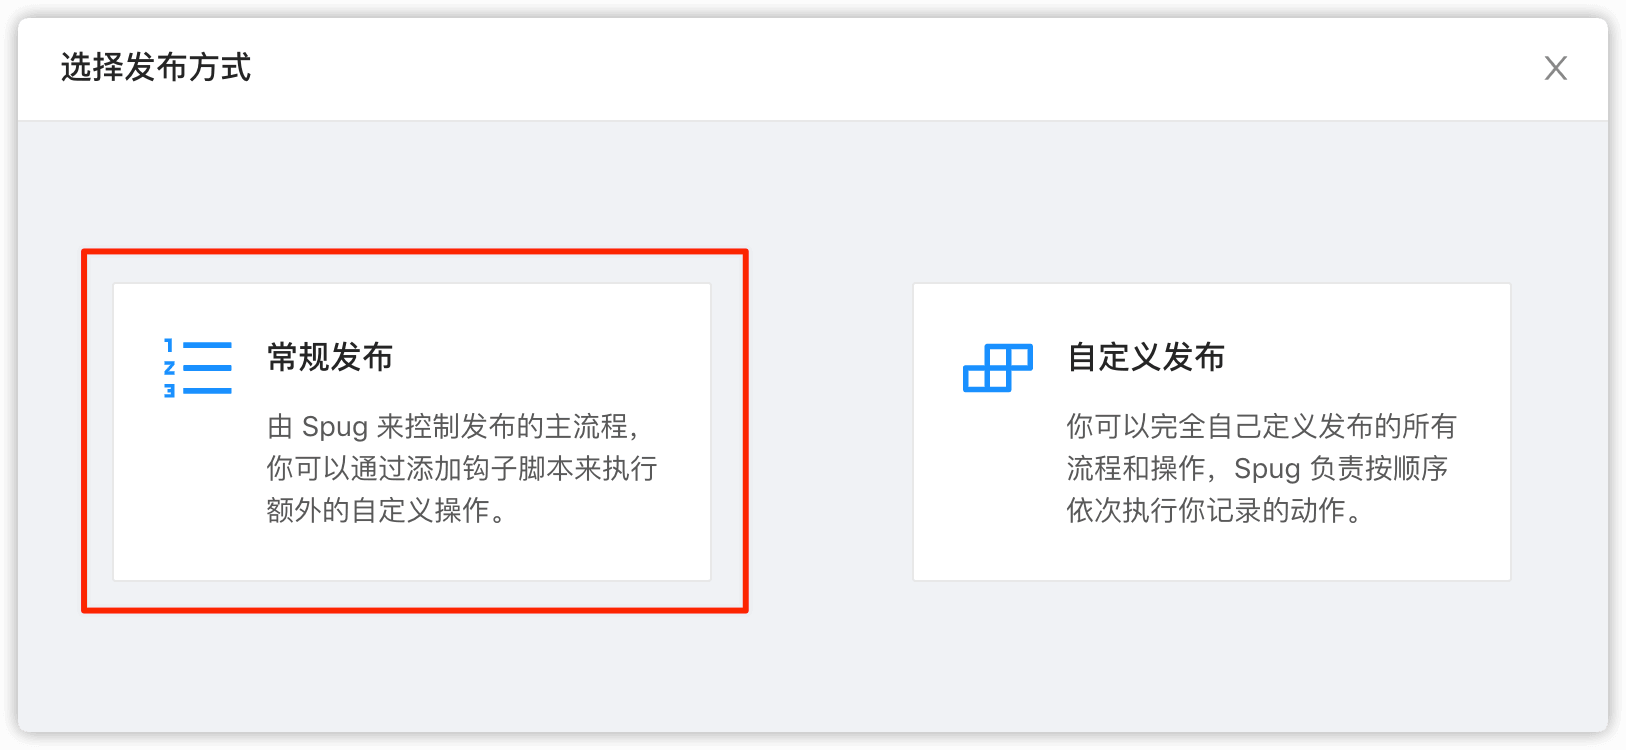 选择发布方式
常规发布
由 Spug 来控制发布的主流程，
你可以通过添加钩子脚本来执行
额外的自定义操作。
自定义发布
你可以完全自己定义发布的所有
流程和操作，Spug 负责按顺序
依次执行你记录的动作。